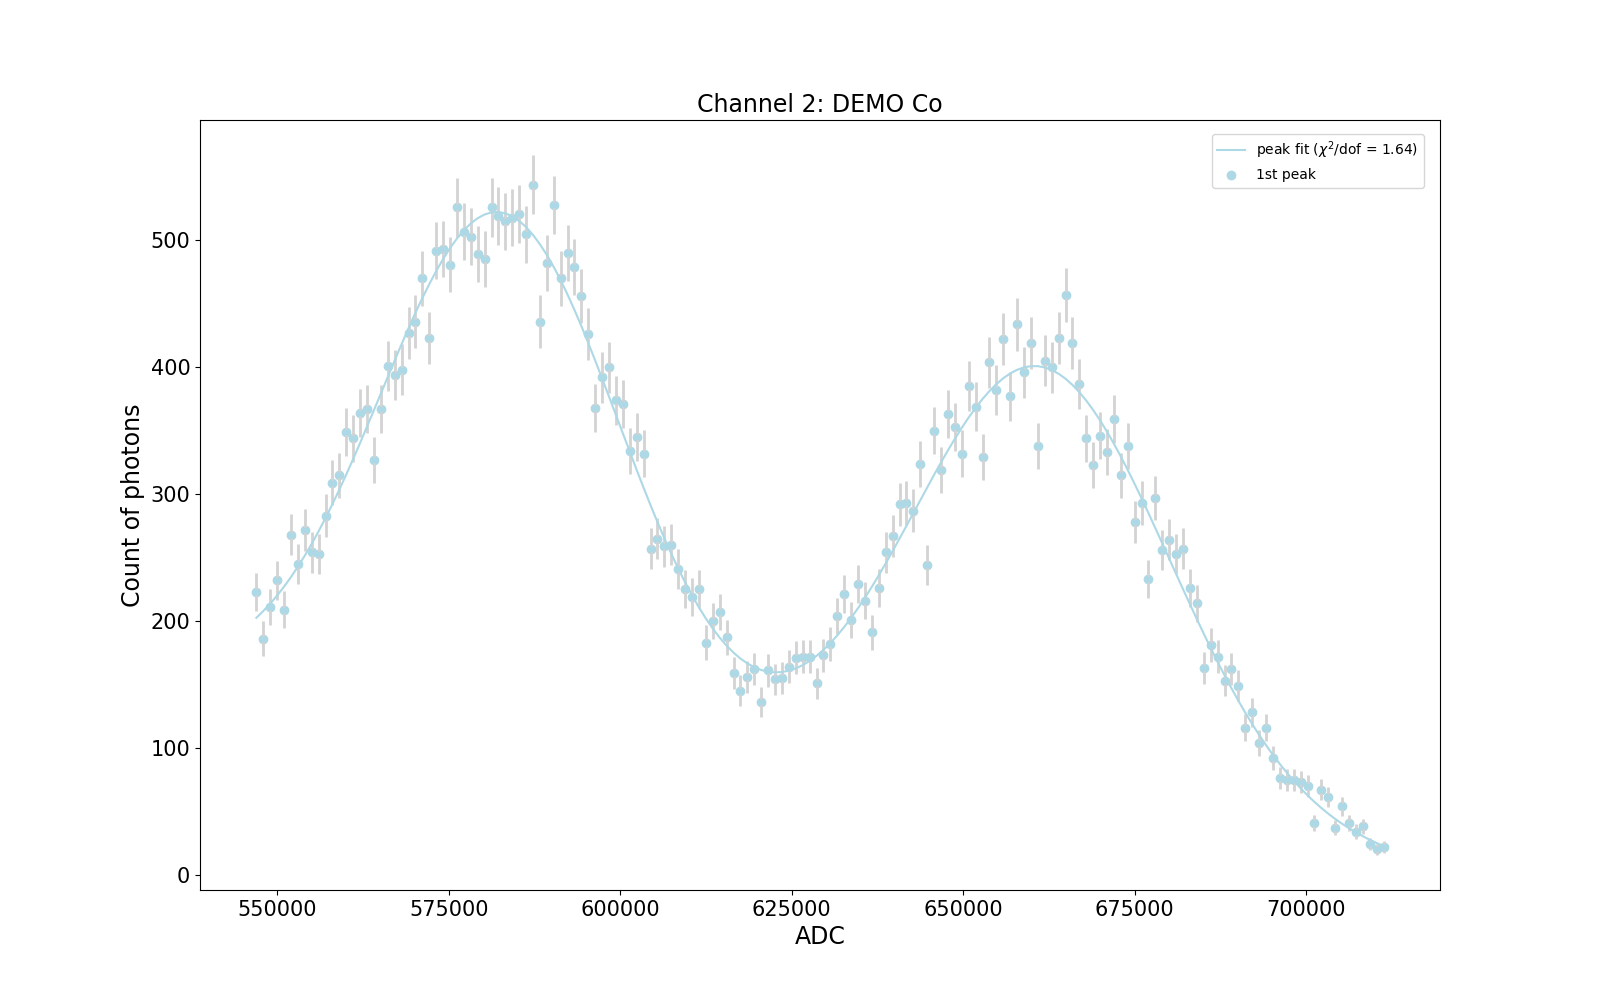 Channel 2: DEMO Co
peak fit (χ²/dof = 1.64)
1st peak
Count of photons
500
400
300
200
100
0
550000 575000 600000 625000 650000 675000 700000
ADC